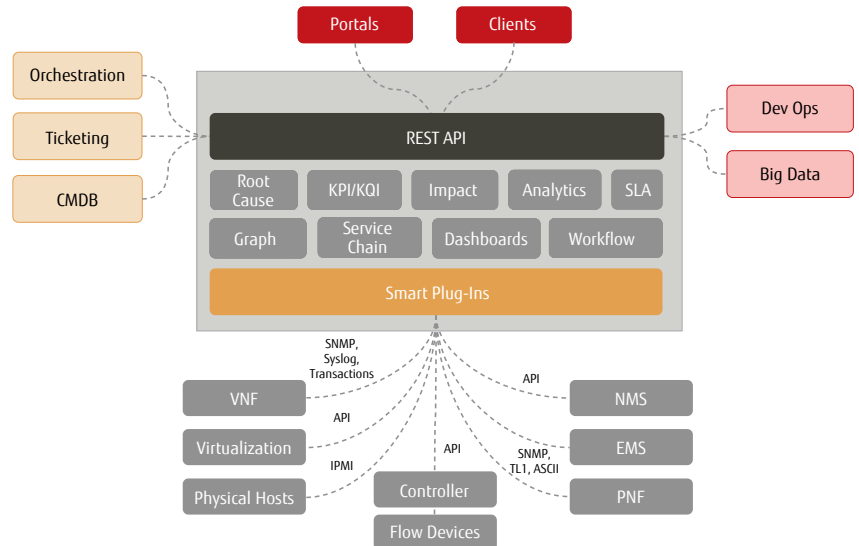 Portals
Clients
Orchestration
Ticketing
CMDB
REST API
Dev Ops
Big Data
Root
Cause
KPI/KQI
Impact
Analytics
SLA
Graph
Service
Chain
Dashboards
Workflow
Smart Plug-Ins
SNMP,
Syslog,
Transactions
API
VNF
NMS
API
Virtualization
API
SNMP,
TL1, ASCII
EMS
IPMI
Physical Hosts
Controller
PNF
Flow Devices